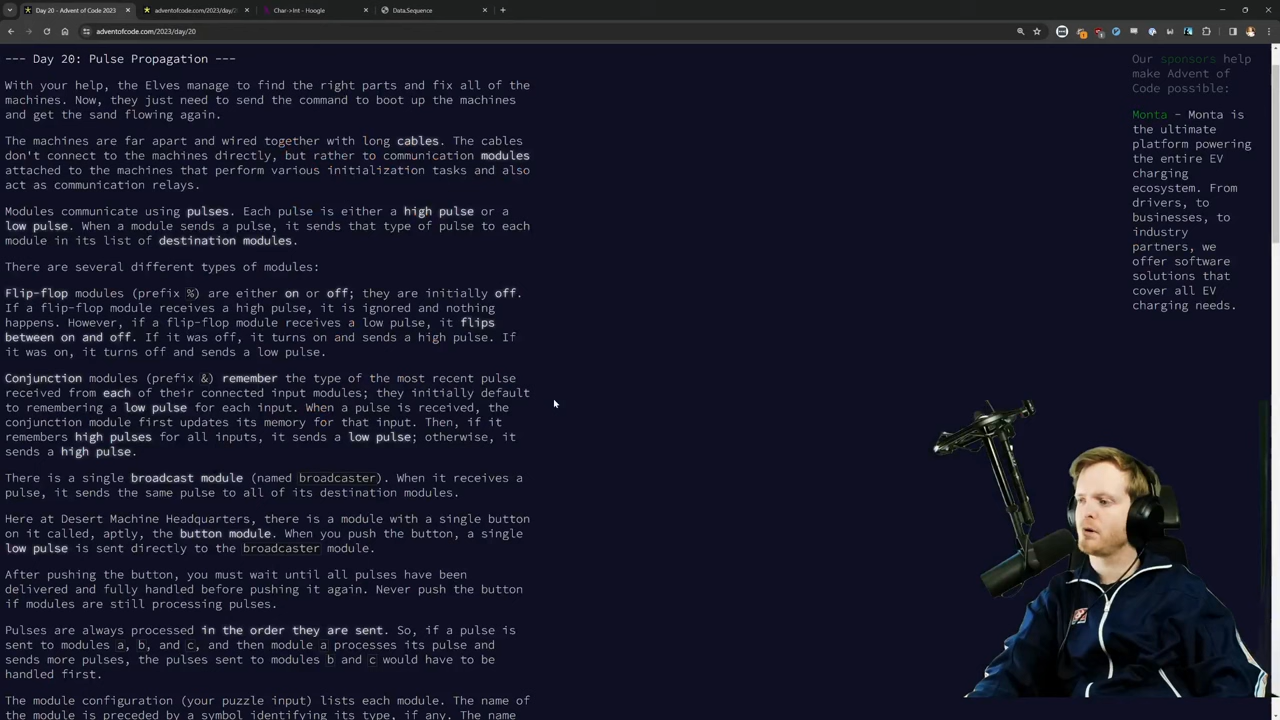 Day 20 - Advent of Code 2023
adventofcode.com/2023/day/20
Char->Int - Hoogle
Data.Sequence
adventofcode.com/2023/day/20
--- Day 20: Pulse Propagation ---
With your help, the Elves manage to find the right parts and fix all of the
machines. Now, they just need to send the command to boot up the machines
and get the sand flowing again.
The machines are far apart and wired together with long cables. The cables
don't connect to the machines directly, but rather to communication modules
attached to the machines that perform various initialization tasks and also
act as communication relays.
Modules communicate using pulses. Each pulse is either a high pulse or a
low pulse. When a module sends a pulse, it sends that type of pulse to each
module in its list of destination modules.
There are several different types of modules:
Flip-flop modules (prefix %) are either on or off; they are initially off.
If a flip-flop module receives a high pulse, it is ignored and nothing
happens. However, if a flip-flop module receives a low pulse, it flips
between on and off. If it was off, it turns on and sends a high pulse. If
it was on, it turns off and sends a low pulse.
Conjunction modules (prefix &) remember the type of the most recent pulse
received from each of their connected input modules; they initially default
to remembering a low pulse for each input. When a pulse is received, the
conjunction module first updates its memory for that input. Then, if it
remembers high pulses for all inputs, it sends a low pulse; otherwise, it
sends a high pulse.
There is a single broadcast module (named broadcaster). When it receives a
pulse, it sends the same pulse to all of its destination modules.
Here at Desert Machine Headquarters, there is a module with a single button
on it called, aptly, the button module. When you push the button, a single
low pulse is sent directly to the broadcaster module.
After pushing the button, you must wait until all pulses have been
delivered and fully handled before pushing it again. Never push the button
if modules are still processing pulses.
Pulses are always processed in the order they are sent. So, if a pulse is
sent to modules a, b, and c, and then module a processes its pulse and
sends more pulses, the pulses sent to modules b and c would have to be
handled first.
The module configuration (your puzzle input) lists each module. The name of
the module is preceded by a symbol identifying its type, if any. The name
Our sponsors help
make Advent of
Code possible:
Monta - Monta is
the ultimate
platform powering
the entire EV
charging
ecosystem. From
drivers, to
businesses, to
industry
partners, we
offer software
solutions that
cover all EV
charging needs.